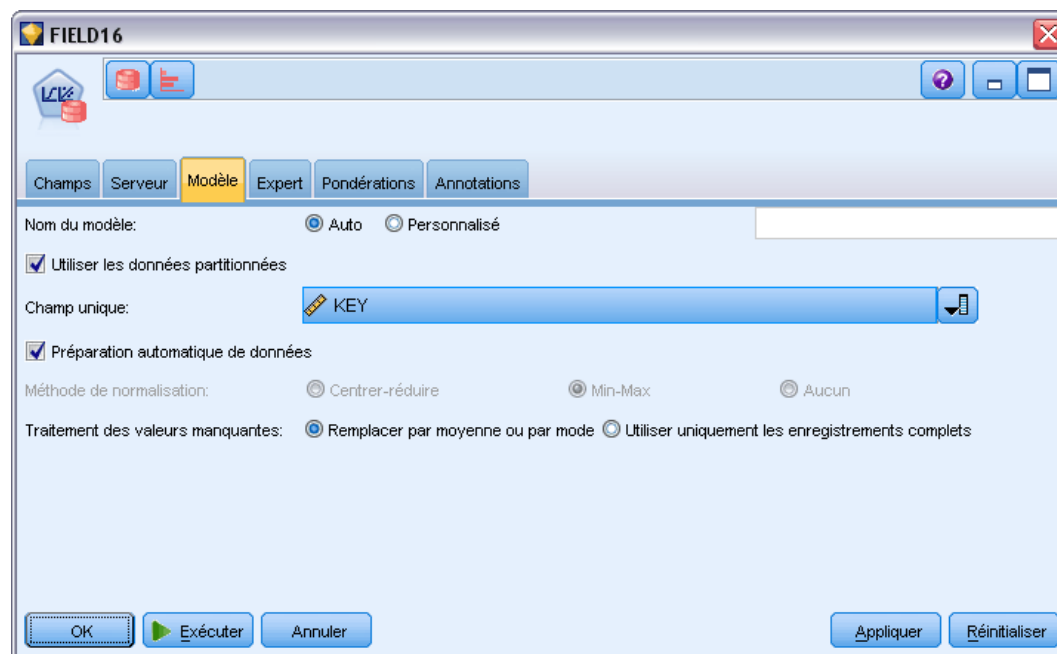 FIELD16
Champs Serveur Modèle Expert Pondérations Annotations
Nom du modèle: Auto Personnalisé
Utiliser les données partitionnées
Champ unique: KEY
Préparation automatique de données
Méthode de normalisation: Centrer-réduire Min-Max Aucun
Traitement des valeurs manquantes: Remplacer par moyenne ou par mode Utiliser uniquement les enregistrements complets
OK Exécuter Annuler Appliquer Réinitialiser